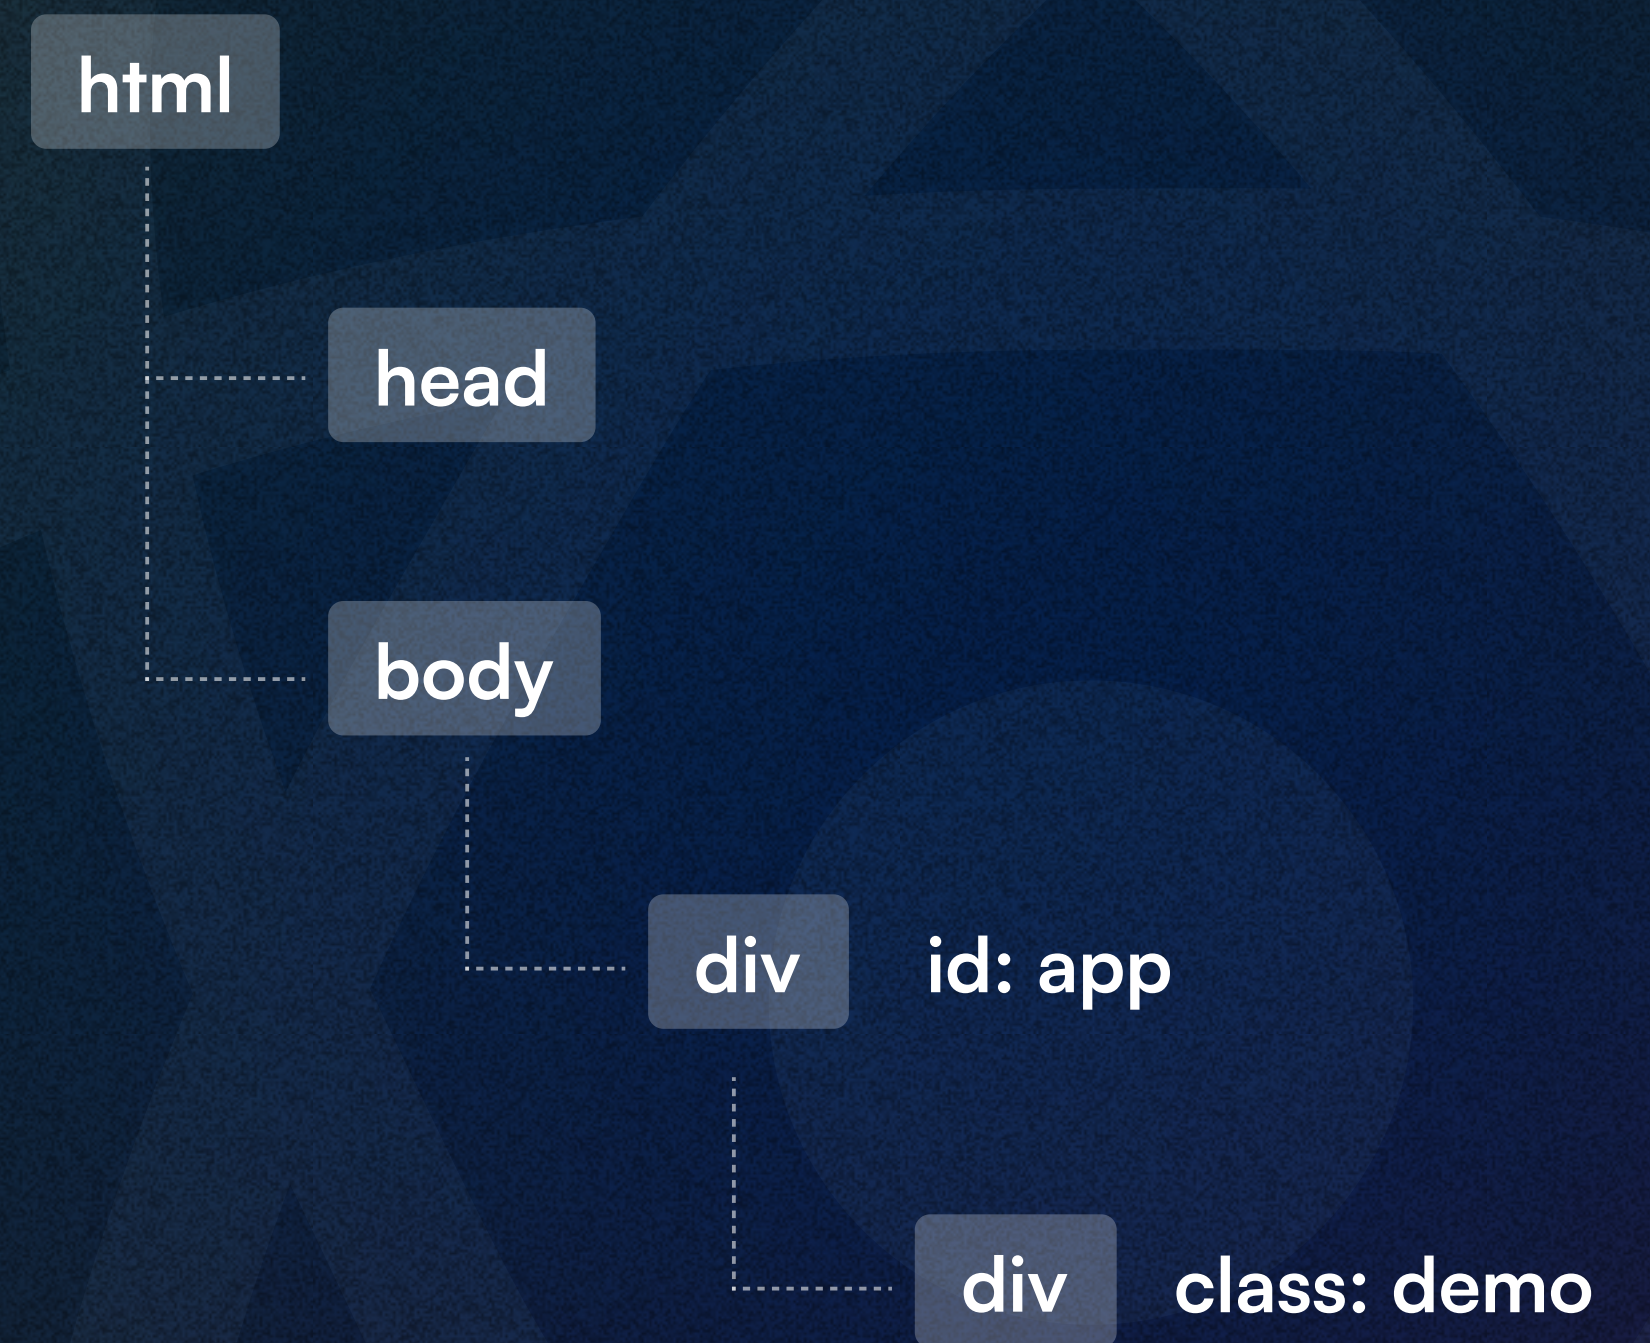 html
head
body
div id: app
div class: demo